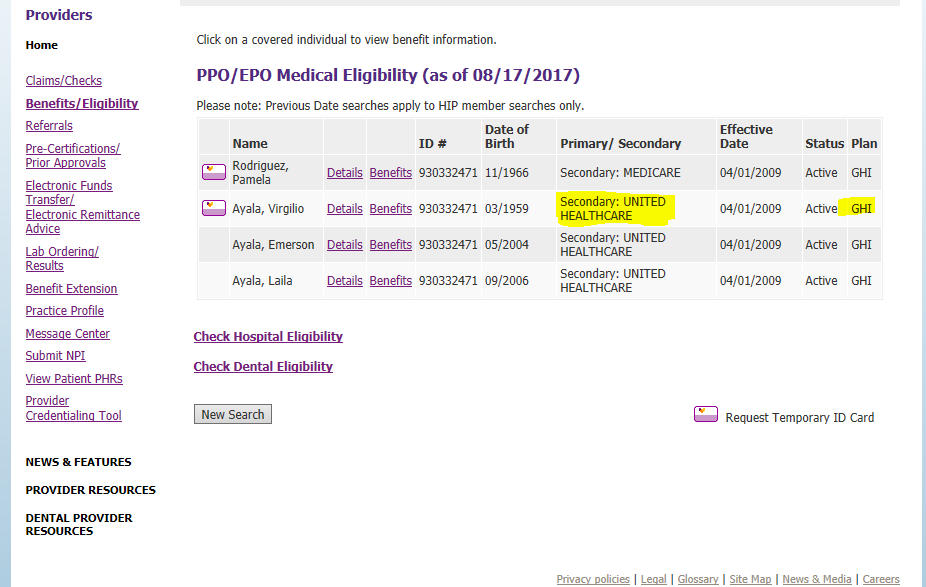 Providers
Home
Claims/Checks
Benefits/Eligibility
Referrals
Pre-Certifications/
Prior Approvals
Electronic Funds
Transfer/
Electronic Remittance
Advice
Lab Ordering/
Results
Benefit Extension
Practice Profile
Message Center
Submit NPI
View Patient PHRs
Provider
Credentialing Tool
NEWS & FEATURES
PROVIDER RESOURCES
DENTAL PROVIDER
RESOURCES
Click on a covered individual to view benefit information.
PPO/EPO Medical Eligibility (as of 08/17/2017)
Please note: Previous Date searches apply to HIP member searches only.
Name ID # Date of Birth Primary/ Secondary Effective Date Status Plan
Rodriguez, Pamela Details Benefits 930332471 11/1966 Secondary: MEDICARE 04/01/2009 Active GHI
Ayala, Virgilio Details Benefits 930332471 03/1959 Secondary: UNITED HEALTHCARE 04/01/2009 Active GHI
Ayala, Emerson Details Benefits 930332471 05/2004 Secondary: UNITED HEALTHCARE 04/01/2009 Active GHI
Ayala, Laila Details Benefits 930332471 09/2006 Secondary: UNITED HEALTHCARE 04/01/2009 Active GHI
Check Hospital Eligibility
Check Dental Eligibility
New Search
Request Temporary ID Card
Privacy policies | Legal | Glossary | Site Map | News & Media | Careers